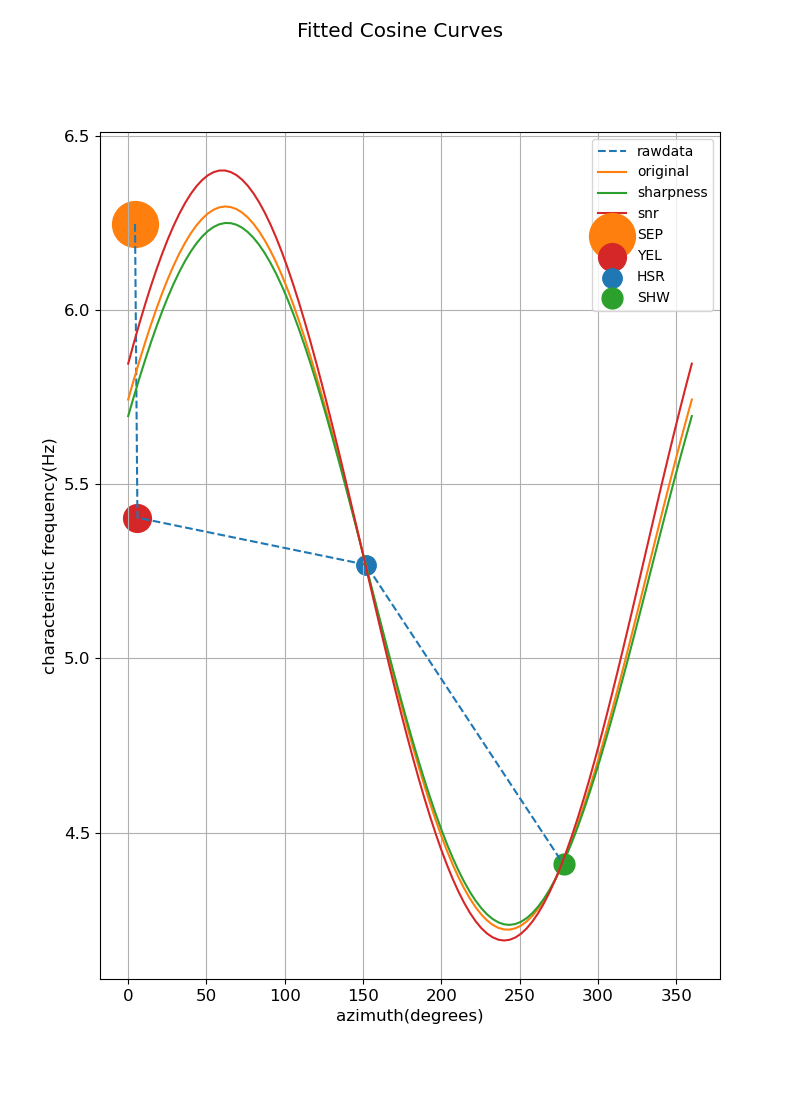 Fitted Cosine Curves
6.5
6.0
5.5
5.0
4.5
characteristic frequency(Hz)
rawdata
original
sharpness
snr
SEP
YEL
HSR
SHW
0 50 100 150 200 250 300 350
azimuth(degrees)